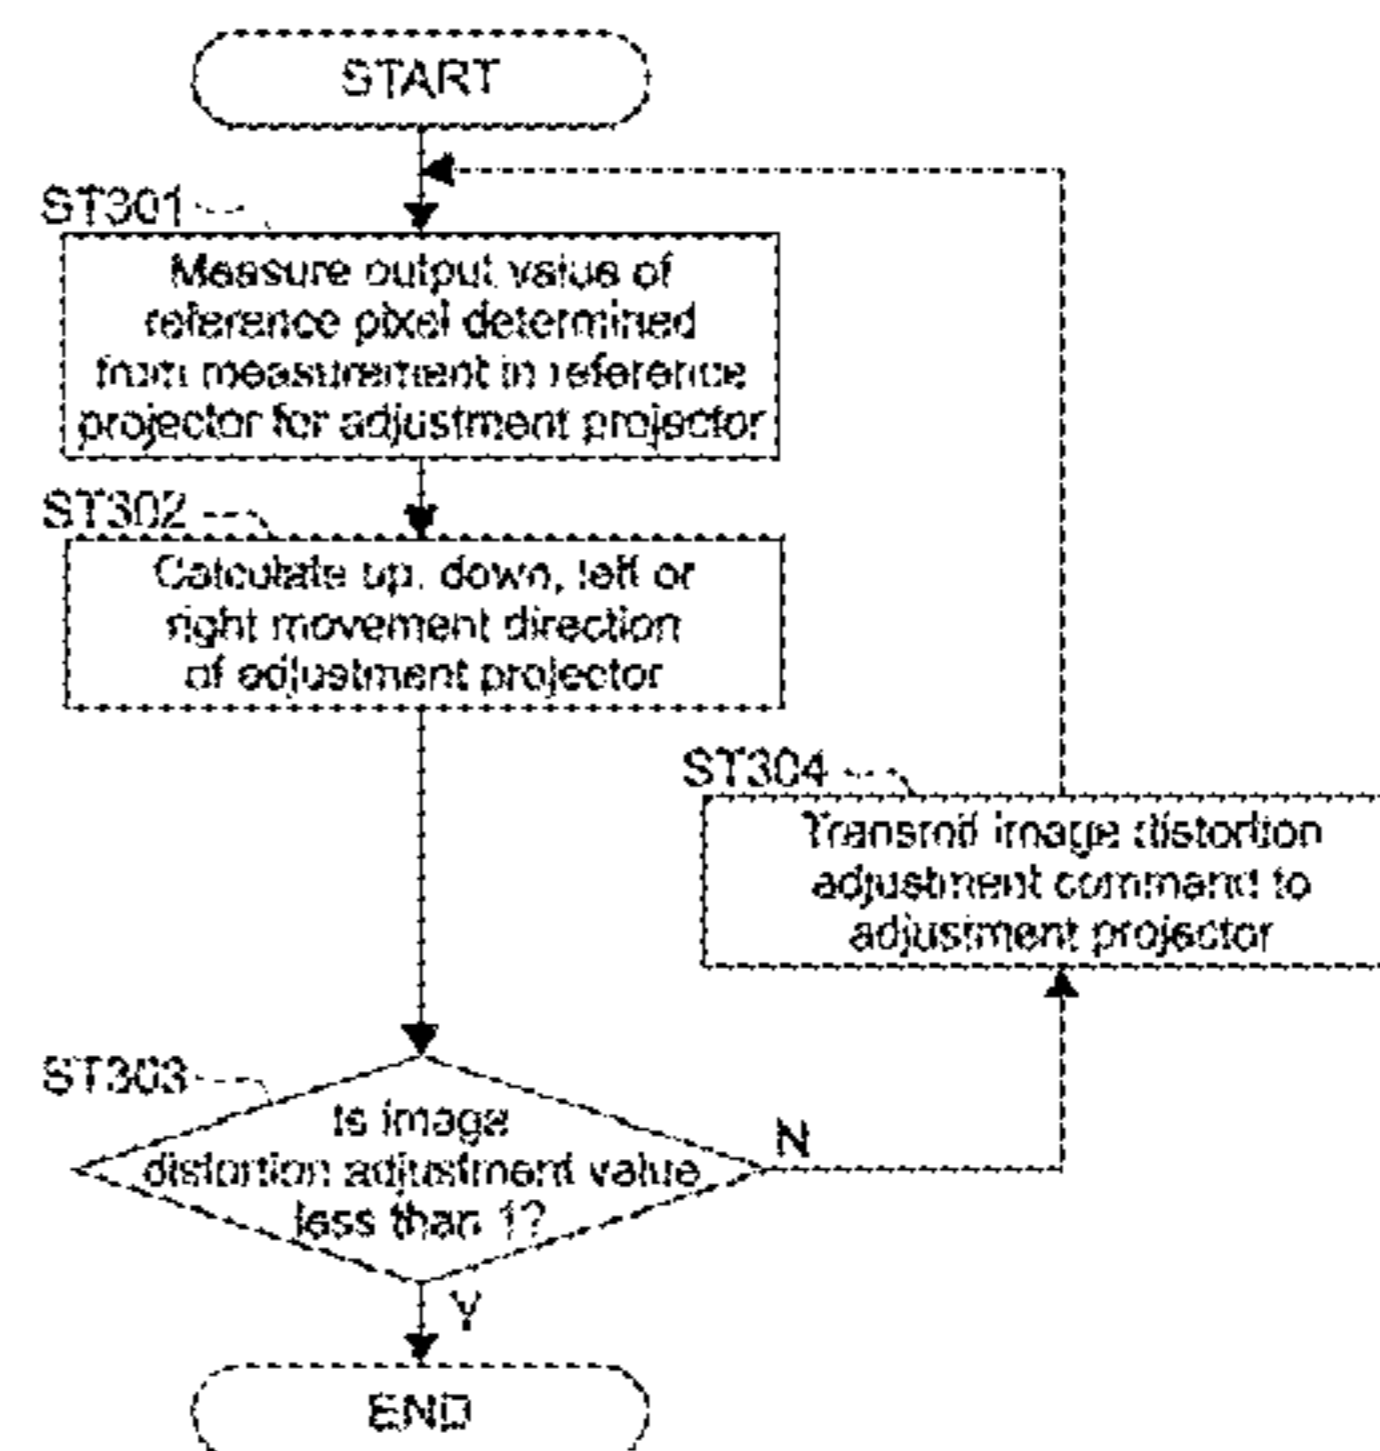 START
ST301
Measure output value of
reference pixel determined
from measurement in reference
projector for adjustment projector
ST302
Calculate up, down, left or
right movement direction
of adjustment projector
ST304
Transmit image distortion
adjustment command to
adjustment projector
ST303
Is image
distortion adjustment value
less than 1?
N
Y
END